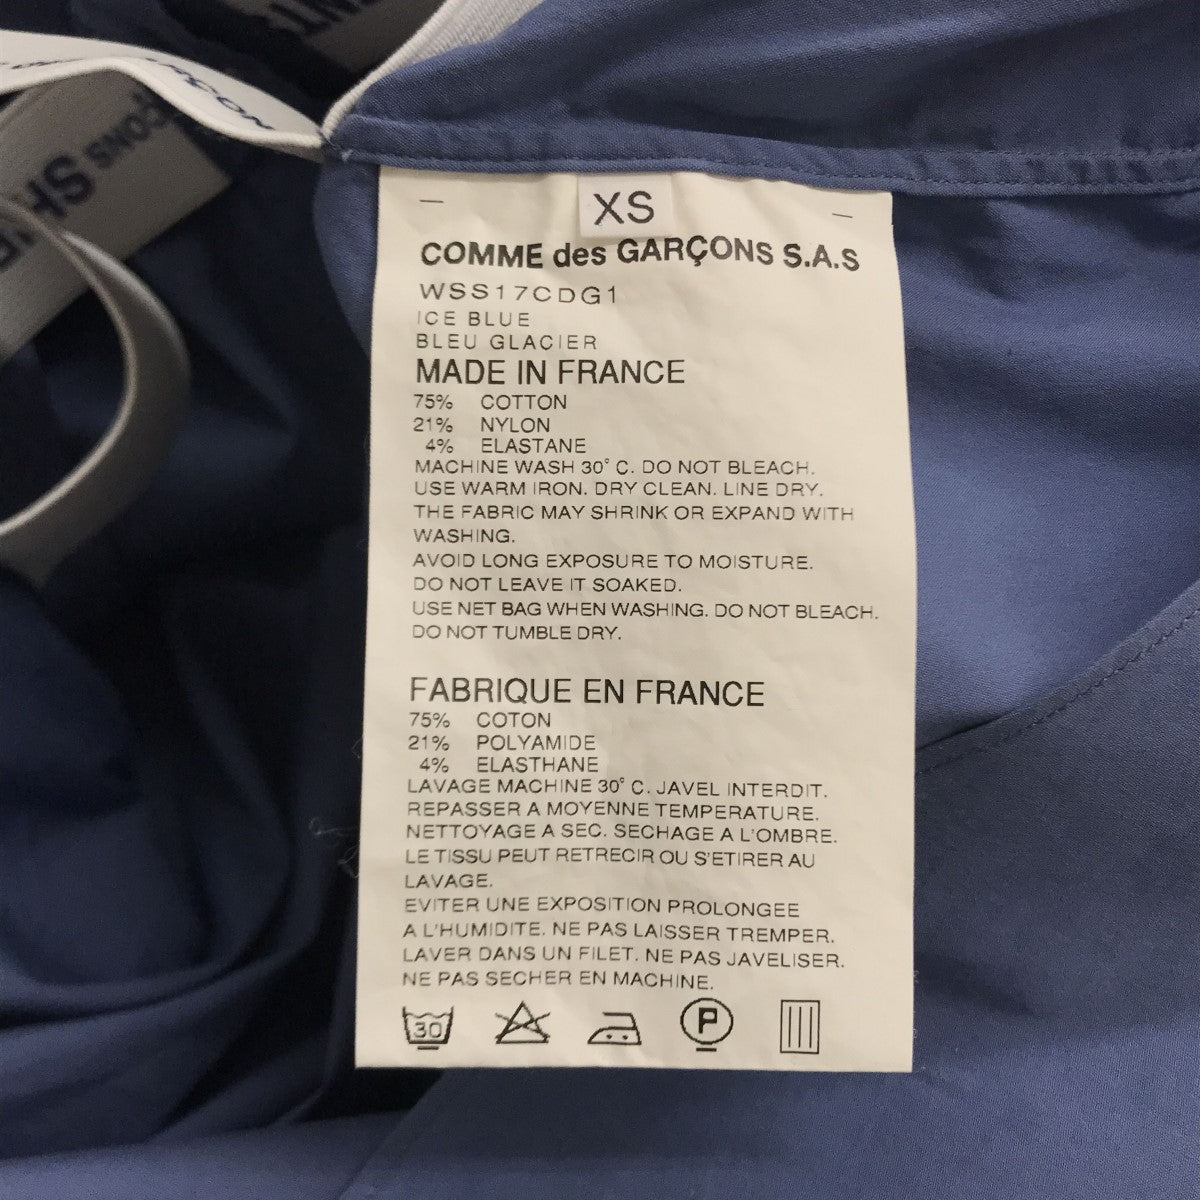 XS
COMME des GARÇONS S.A.S
WSS17CDG1
ICE BLUE
BLEU GLACIER
MADE IN FRANCE
75% COTTON
21% NYLON
4% ELASTANE
MACHINE WASH 30° C. DO NOT BLEACH.
USE WARM IRON. DRY CLEAN. LINE DRY.
THE FABRIC MAY SHRINK OR EXPAND WITH
WASHING.
AVOID LONG EXPOSURE TO MOISTURE.
DO NOT LEAVE IT SOAKED.
USE NET BAG WHEN WASHING. DO NOT BLEACH.
DO NOT TUMBLE DRY.
FABRIQUE EN FRANCE
75% COTON
21% POLYAMIDE
4% ELASTHANE
LAVAGE MACHINE 30° C. JAVEL INTERDIT.
REPASSER A MOYENNE TEMPERATURE.
NETTOYAGE A SEC. SECHAGE A L'OMBRE.
LE TISSU PEUT RETRECIR OU S'ETIRER AU
LAVAGE.
EVITER UNE EXPOSITION PROLONGEE
A L'HUMIDITE. NE PAS LAISSER TREMPER.
LAVER DANS UN FILET. NE PAS JAVELISER.
NE PAS SECHER EN MACHINE.
30 P